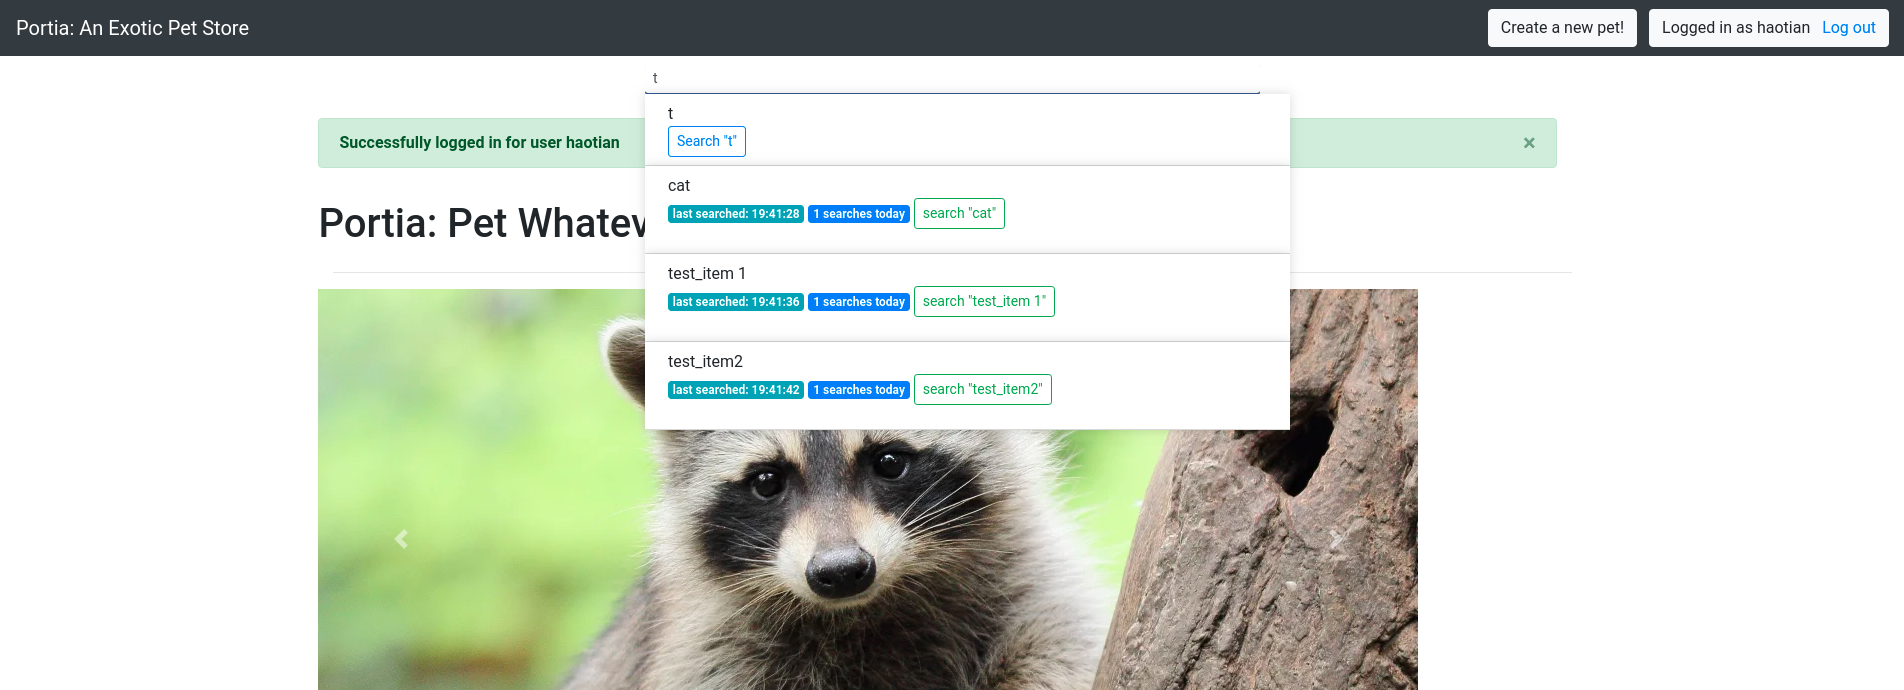 Portia: An Exotic Pet Store
Create a new pet!
Logged in as haotian Log out
t
t
Search "t"
Successfully logged in for user haotian ×
cat
last searched: 19:41:28 1 searches today search "cat"
Portia: Pet Whatev
test_item 1
last searched: 19:41:36 1 searches today search "test_item 1"
test_item2
last searched: 19:41:42 1 searches today search "test_item2"